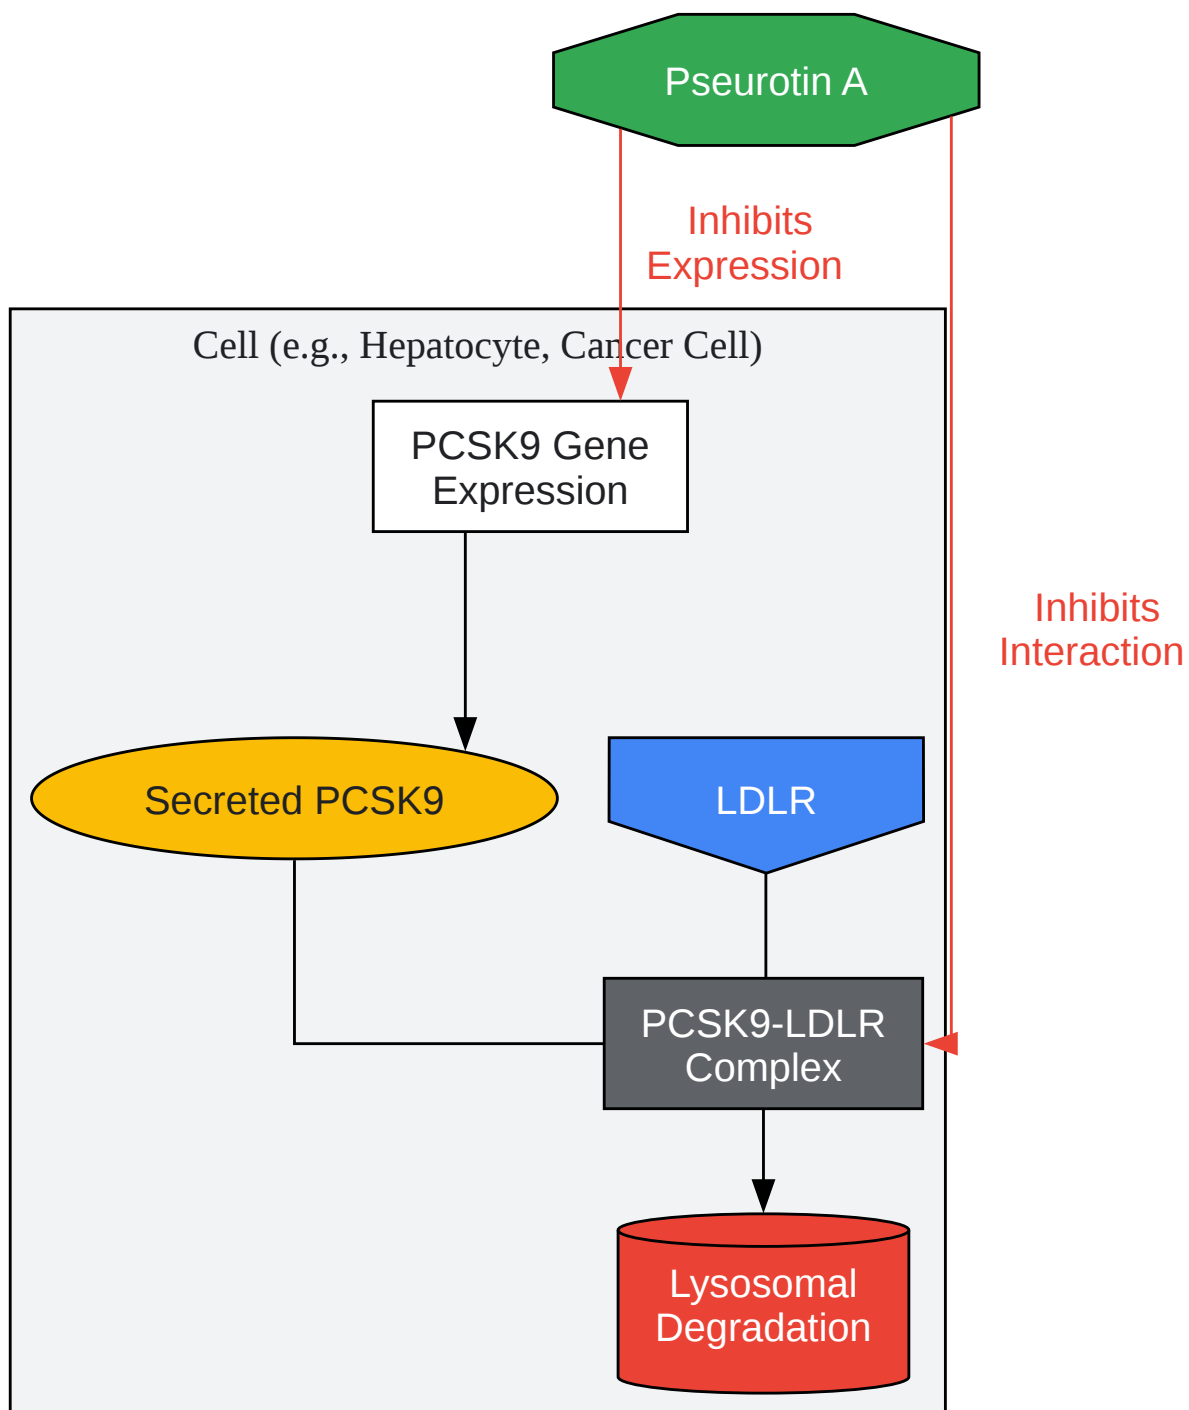 Pseurotin A
Inhibits
Expression
Cell (e.g., Hepatocyte, Cancer Cell)
PCSK9 Gene
Expression
Inhibits
Interaction
Secreted PCSK9
LDLR
PCSK9-LDLR
Complex
Lysosomal
Degradation